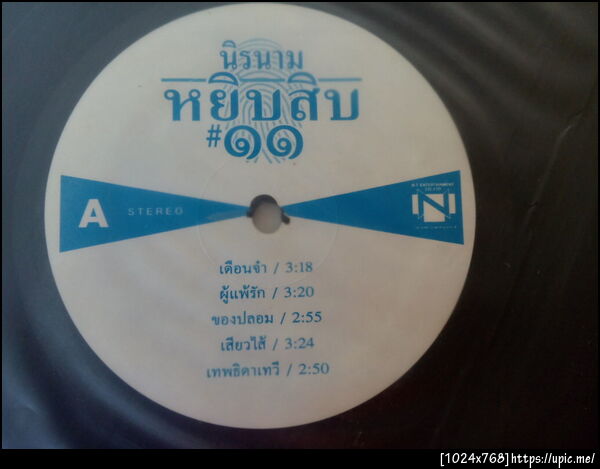 นิรนาม
หยิบสิบ
#๑๑
A STEREO
N
เดือนจ๋า / 3:18
ผู้แพ้รัก / 3:20
ของปลอม / 2:55
เสียวไส้ / 3:24
เทพธิดาเทวี / 2:50
[1024x768]https://upic.me/